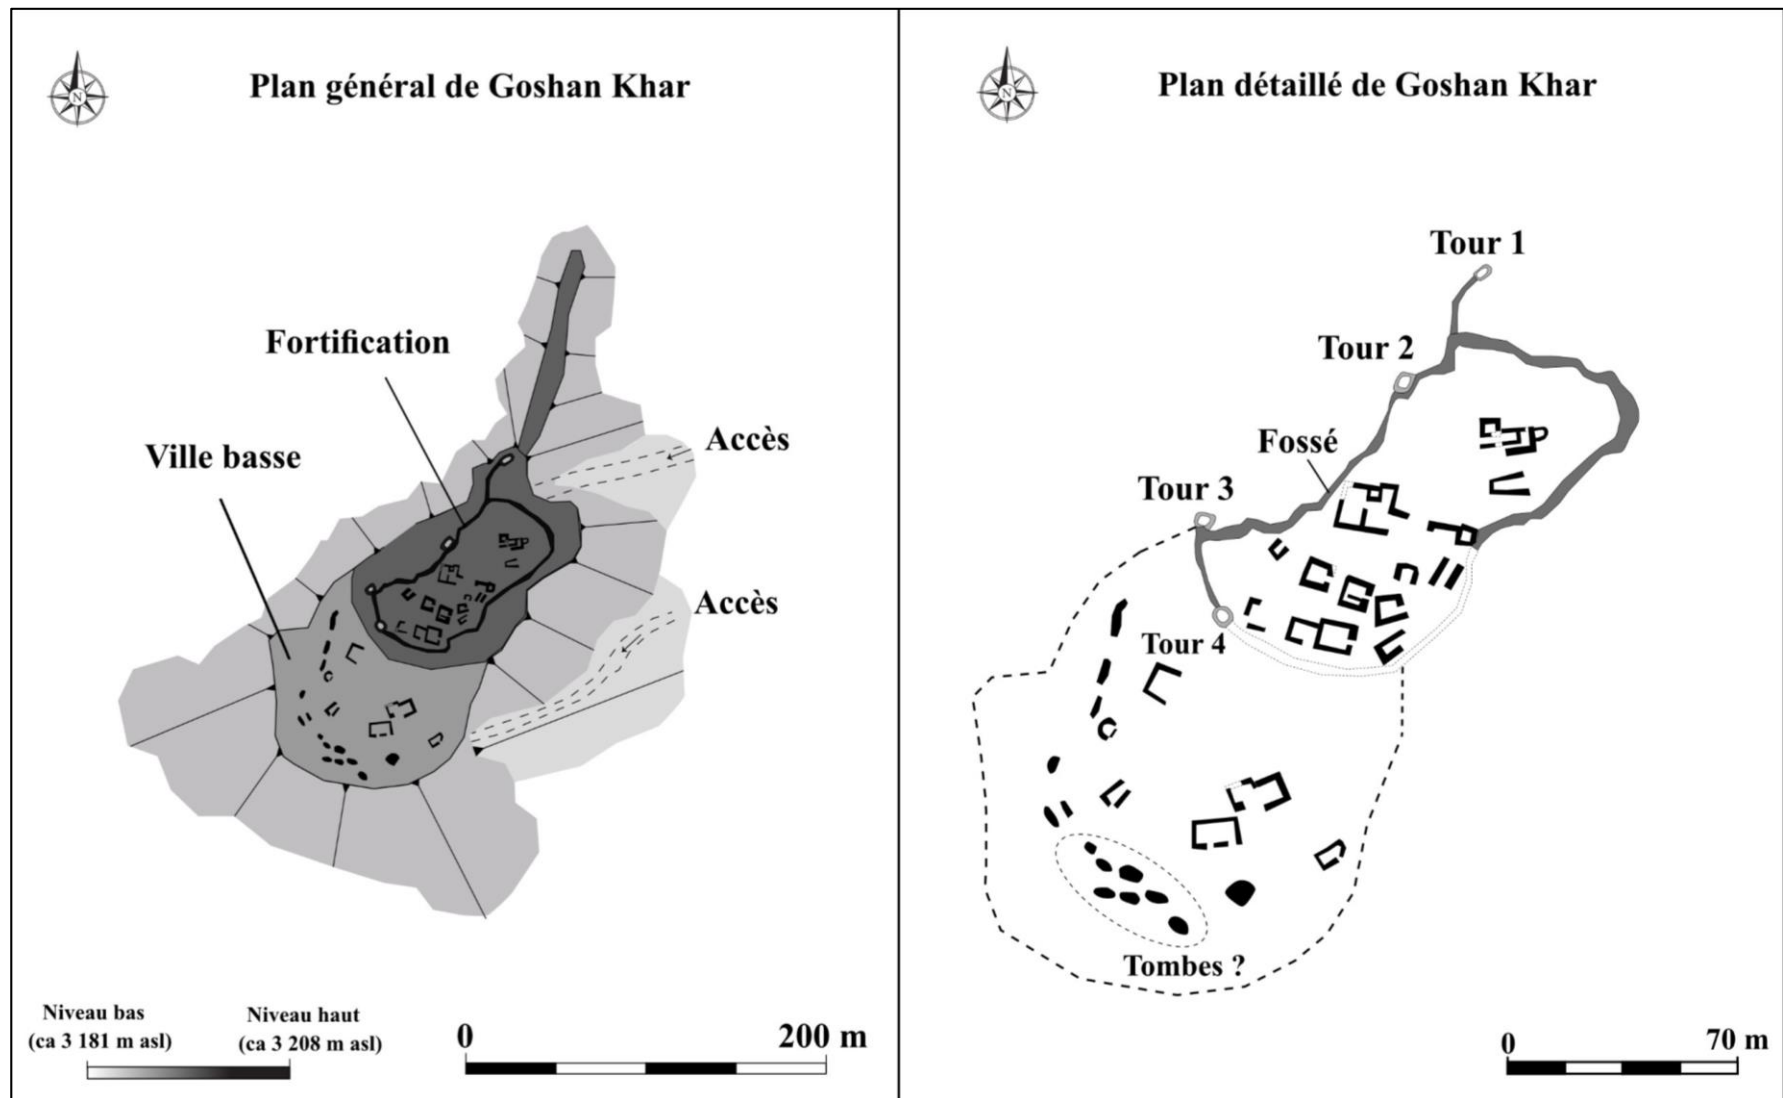 Plan général de Goshan Khar
N
Fortification
Ville basse
Accès
Accès
Niveau bas
(ca 3 181 m asl)
Niveau haut
(ca 3 208 m asl)
0
200 m
Plan détaillé de Goshan Khar
N
Tour 1
Tour 2
Fossé
Tour 3
Tour 4
Tombes ?
0
70 m